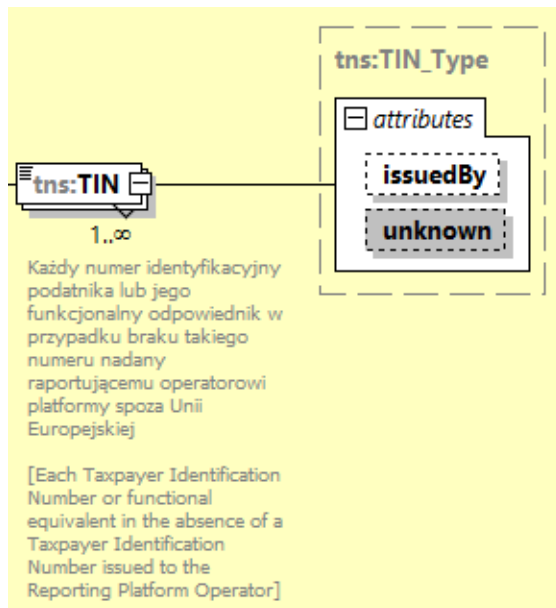 tns:TIN_Type
attributes
issuedBy
unknown
tns:TIN
1..∞
Każdy numer identyfikacyjny
podatnika lub jego
funkcjonalny odpowiednik w
przypadku braku takiego
numeru nadany
raportującemu operatorowi
platformy spoza Unii
Europejskiej
[Each Taxpayer Identification
Number or functional
equivalent in the absence of a
Taxpayer Identification
Number issued to the
Reporting Platform Operator]